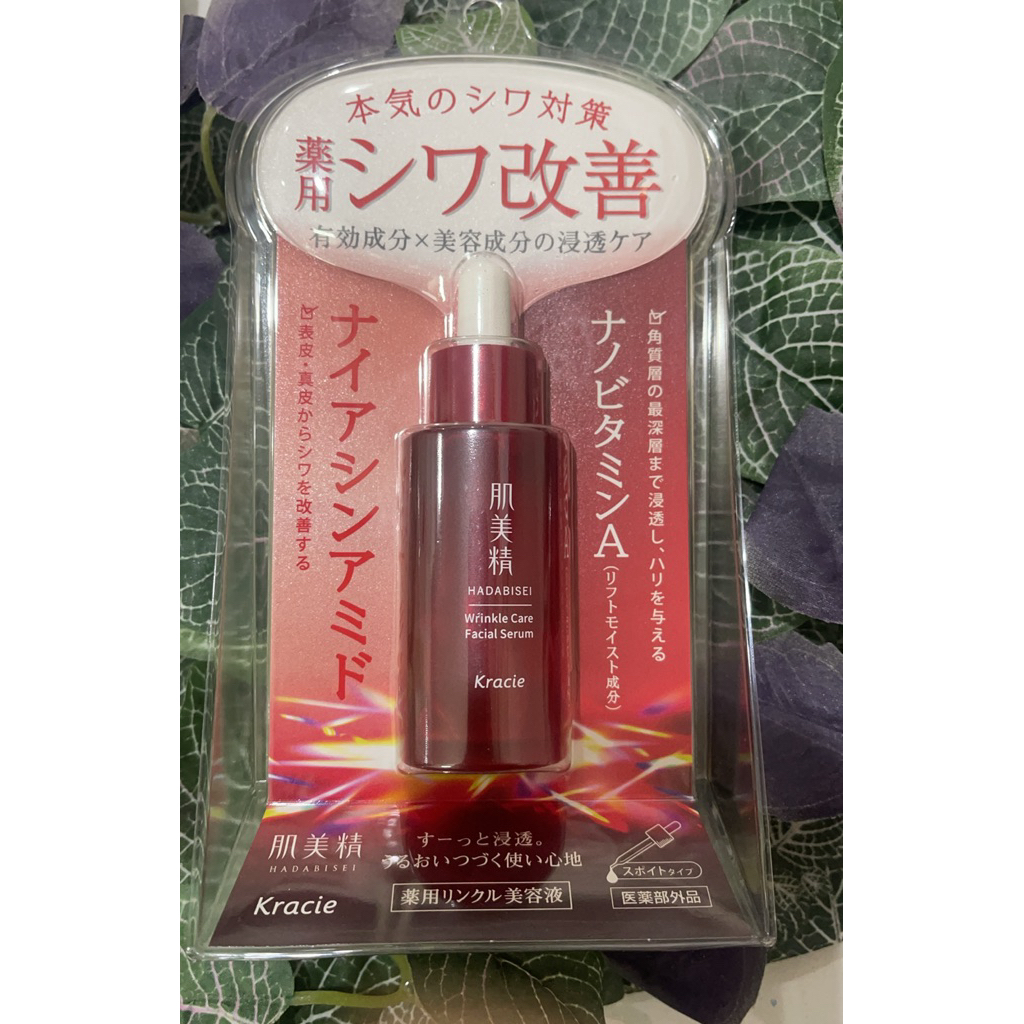 本気のシワ対策
薬用シワ改善
有効成分×美容成分の浸透ケア
ナイアシンアミド
表皮・真皮からシワを改善する
角質層の最深層まで浸透し、ハリを与える
ナノビタミンA
(リフトモイスト成分)
肌美精
HADABISEI
Wrinkle Care
Facial Serum
Kracie
肌美精
HADABISEI
Kracie
すーっと浸透。
うるおいつづく使い心地
薬用リンクル美容液
スポイトタイプ
医薬部外品